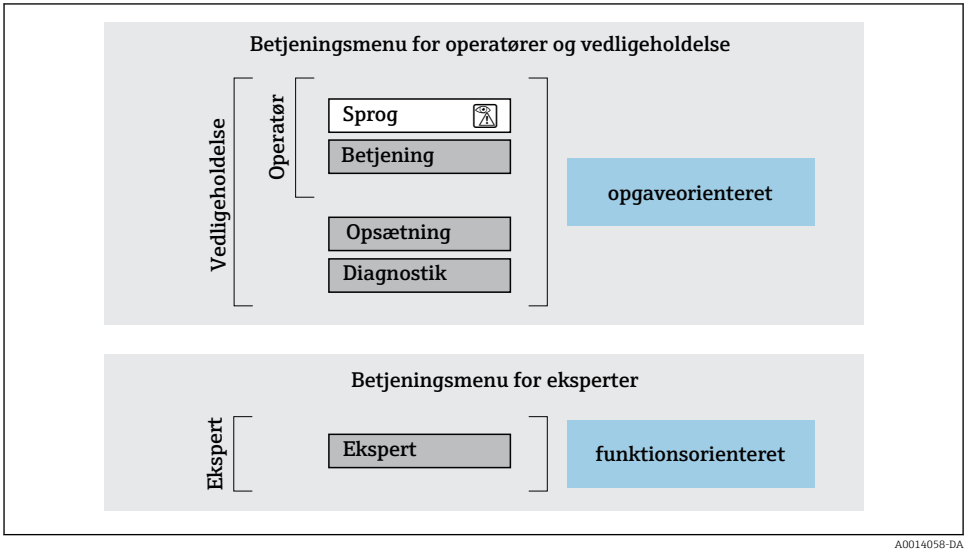 Betjeningsmenu for operatører og vedligeholdelse
Vedligeholdelse
Operatør
Sprog
Betjening
Opsætning
Diagnostik
opgaveorienteret
Betjeningsmenu for eksperter
Ekspert
Ekspert
funktionsorienteret
A0014058-DA